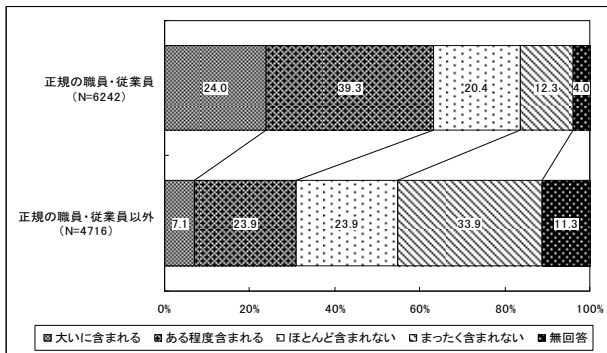 正規の職員・従業員
(N=6242)
24.0
39.3
20.4
12.3
4.0
正規の職員・従業員以外
(N=4716)
7.1
23.9
23.9
33.9
11.3
0%
20%
40%
60%
80%
100%
大いに含まれる
ある程度含まれる
ほとんど含まれない
まったく含まれない
無回答